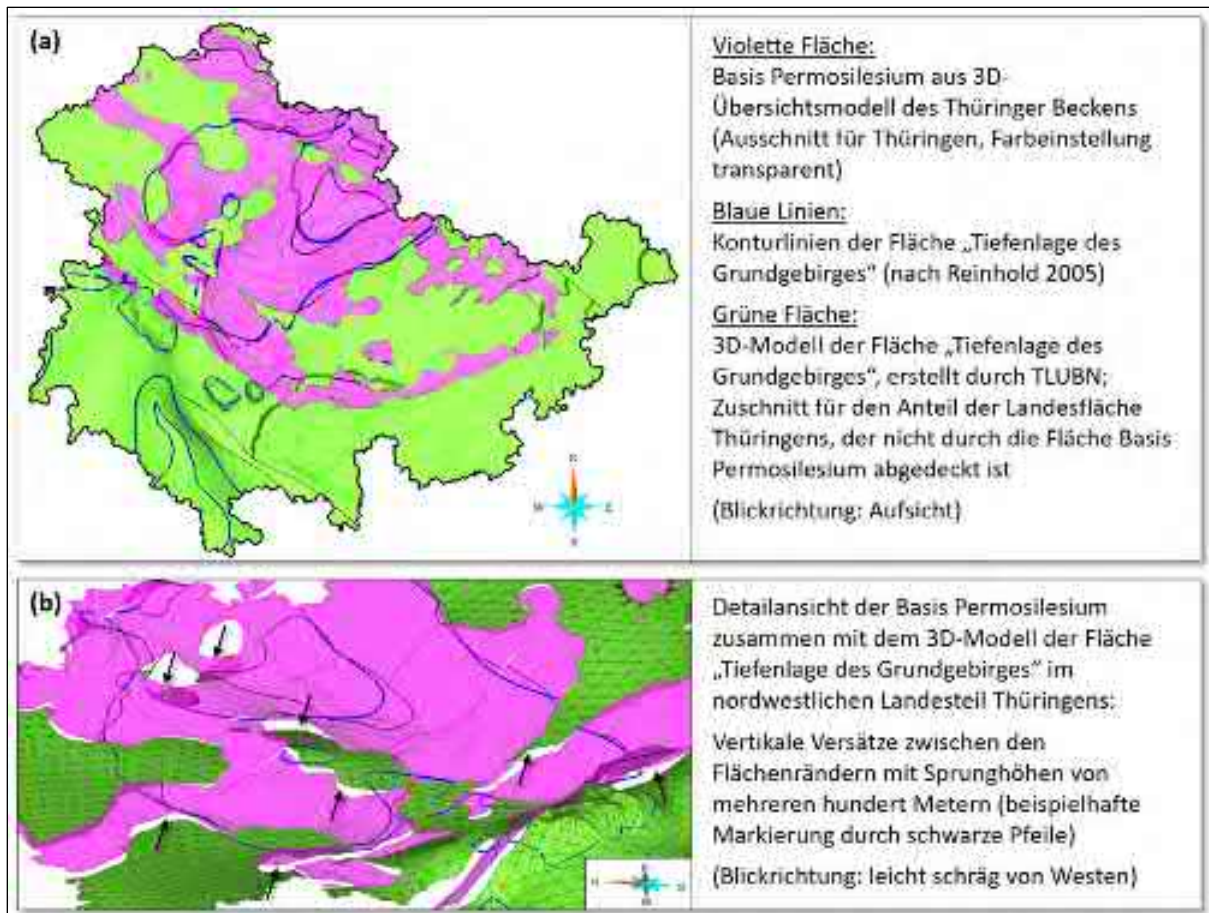 (a)
Violette Fläche:
Basis Permosilesium aus 3D-
Übersichtsmodell des Thüringer Beckens
(Ausschnitt für Thüringen, Farbeinstellung
transparent)
Blaue Linien:
Konturlinien der Fläche „Tiefenlage des
Grundgebirges“ (nach Reinhold 2005)
Grüne Fläche:
3D-Modell der Fläche „Tiefenlage des
Grundgebirges“, erstellt durch TLUBN;
Zuschnitt für den Anteil der Landesfläche
Thüringens, der nicht durch die Fläche Basis
Permosilesium abgedeckt ist
(Blickrichtung: Aufsicht)
(b)
Detailansicht der Basis Permosilesium
zusammen mit dem 3D-Modell der Fläche
„Tiefenlage des Grundgebirges“ im
nordwestlichen Landesteil Thüringens:
Vertikale Versätze zwischen den
Flächenrändern mit Sprunghöhen von
mehreren hundert Metern (beispielhafte
Markierung durch schwarze Pfeile)
(Blickrichtung: leicht schräg von Westen)